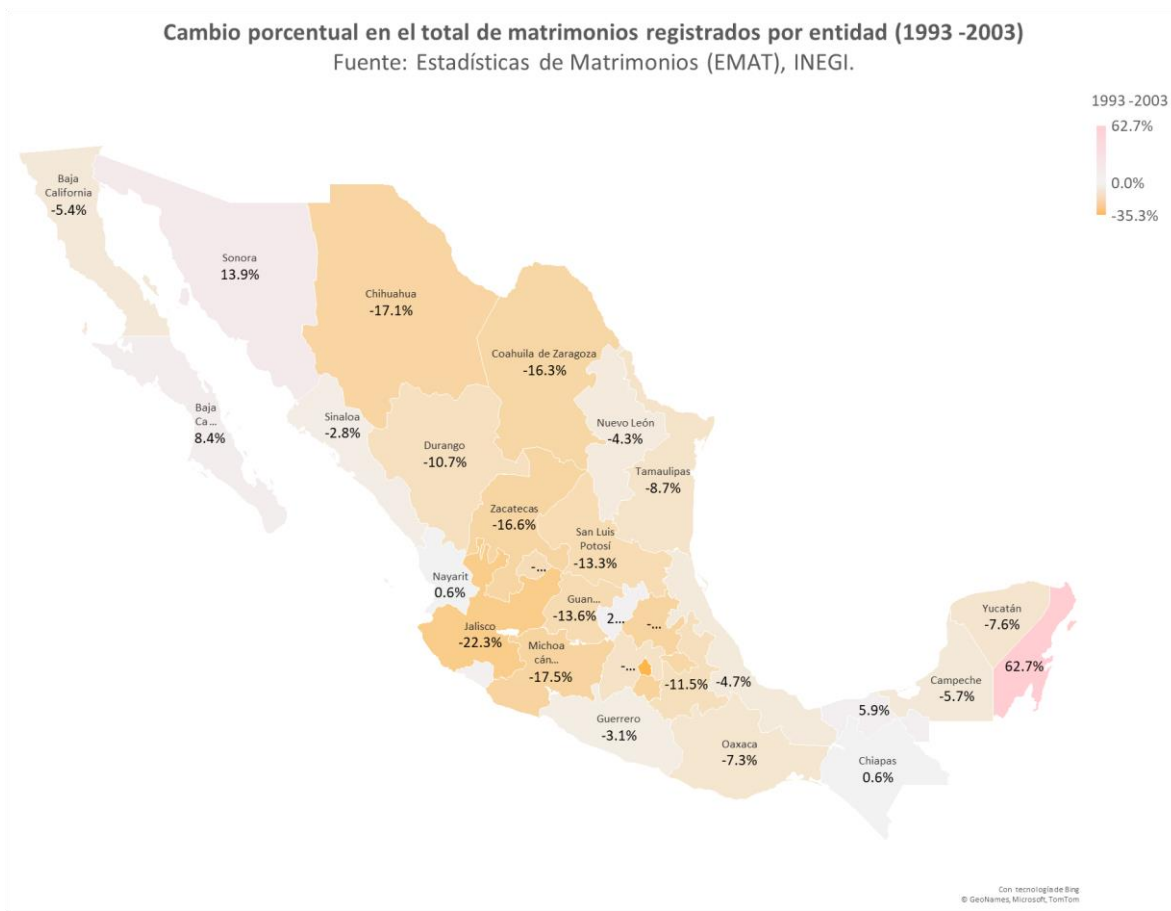 Cambio porcentual en el total de matrimonios registrados por entidad (1993 -2003)
Fuente: Estadísticas de Matrimonios (EMAT), INEGI.
1993 -2003
62.7%
0.0%
-35.3%
Baja
California
-5.4%
Sonora
13.9%
Chihuahua
-17.1%
Coahuila de Zaragoza
-16.3%
Baja
Ca ...
8.4%
Sinaloa
-2.8%
Nuevo León
-4.3%
Durango
-10.7%
Tamaulipas
-8.7%
Zacatecas
-16.6%
San Luis
Potosí
-13.3%
-...
Nayarit
0.6%
Guan...
-13.6%
2...
-...
Jalisco
-22.3%
Michoa
cán...
-17.5%
-...
-11.5%
-4.7%
Yucatán
-7.6%
62.7%
Campeche
-5.7%
5.9%
Guerrero
-3.1%
Oaxaca
-7.3%
Chiapas
0.6%
Con tecnología de Bing
© GeoNames, Microsoft, TomTom